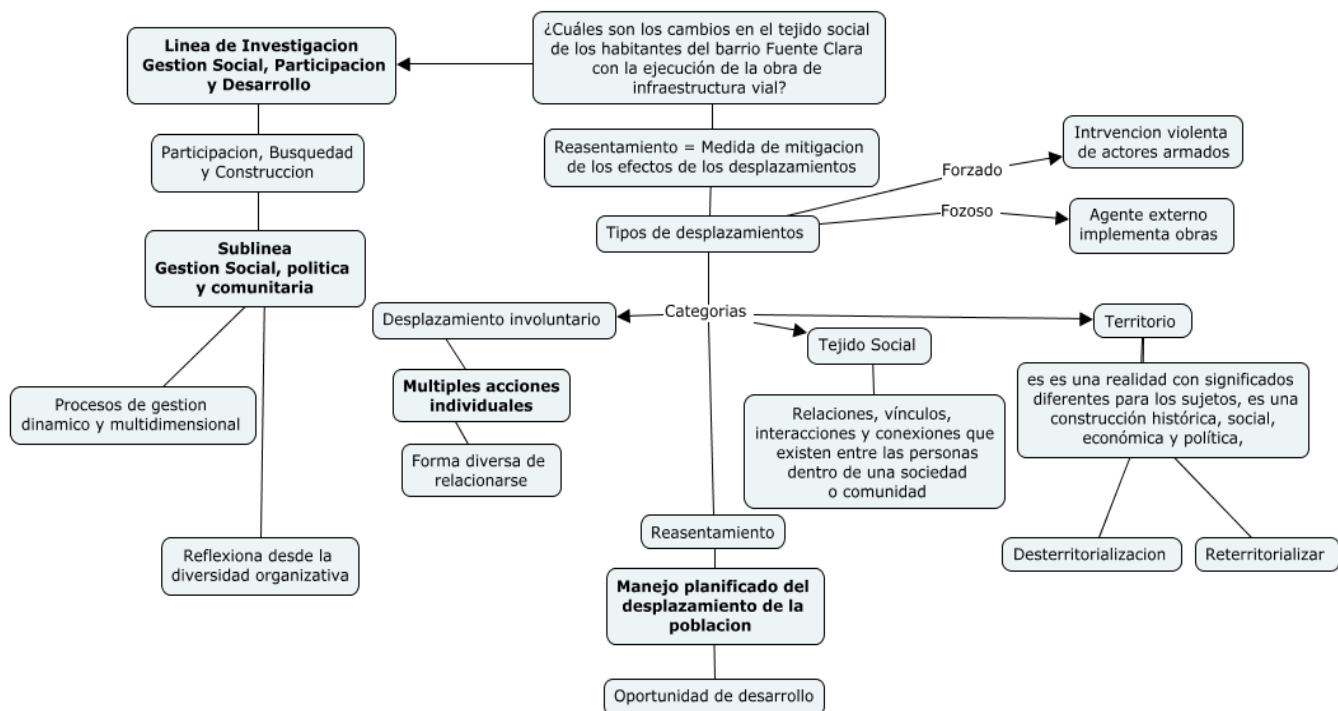 ¿Cuáles son los cambios en el tejido social
de los habitantes del barrio Fuente Clara
con la ejecución de la obra de
infraestructura vial?
Linea de Investigacion
Gestion Social, Participacion
y Desarrollo
Participacion, Busquedad
y Construccion
Sublinea
Gestion Social, politica
y comunitaria
Procesos de gestion
dinamico y multidimensional
Reflexiona desde la
diversidad organizativa
Reasentamiento = Medida de mitigacion
de los efectos de los desplazamientos
Tipos de desplazamientos
Forzado
Intrvencion violenta
de actores armados
Fozoso
Agente externo
implementa obras
Categorias
Desplazamiento involuntario
Multiples acciones
individuales
Forma diversa de
relacionarse
Tejido Social
Relaciones, vínculos,
interacciones y conexiones que
existen entre las personas
dentro de una sociedad
o comunidad
Territorio
es es una realidad con significados
diferentes para los sujetos, es una
construcción histórica, social,
económica y política,
Desterritorializacion
Reterritorializar
Reasentamiento
Manejo planificado del
desplazamiento de la
poblacion
Oportunidad de desarrollo